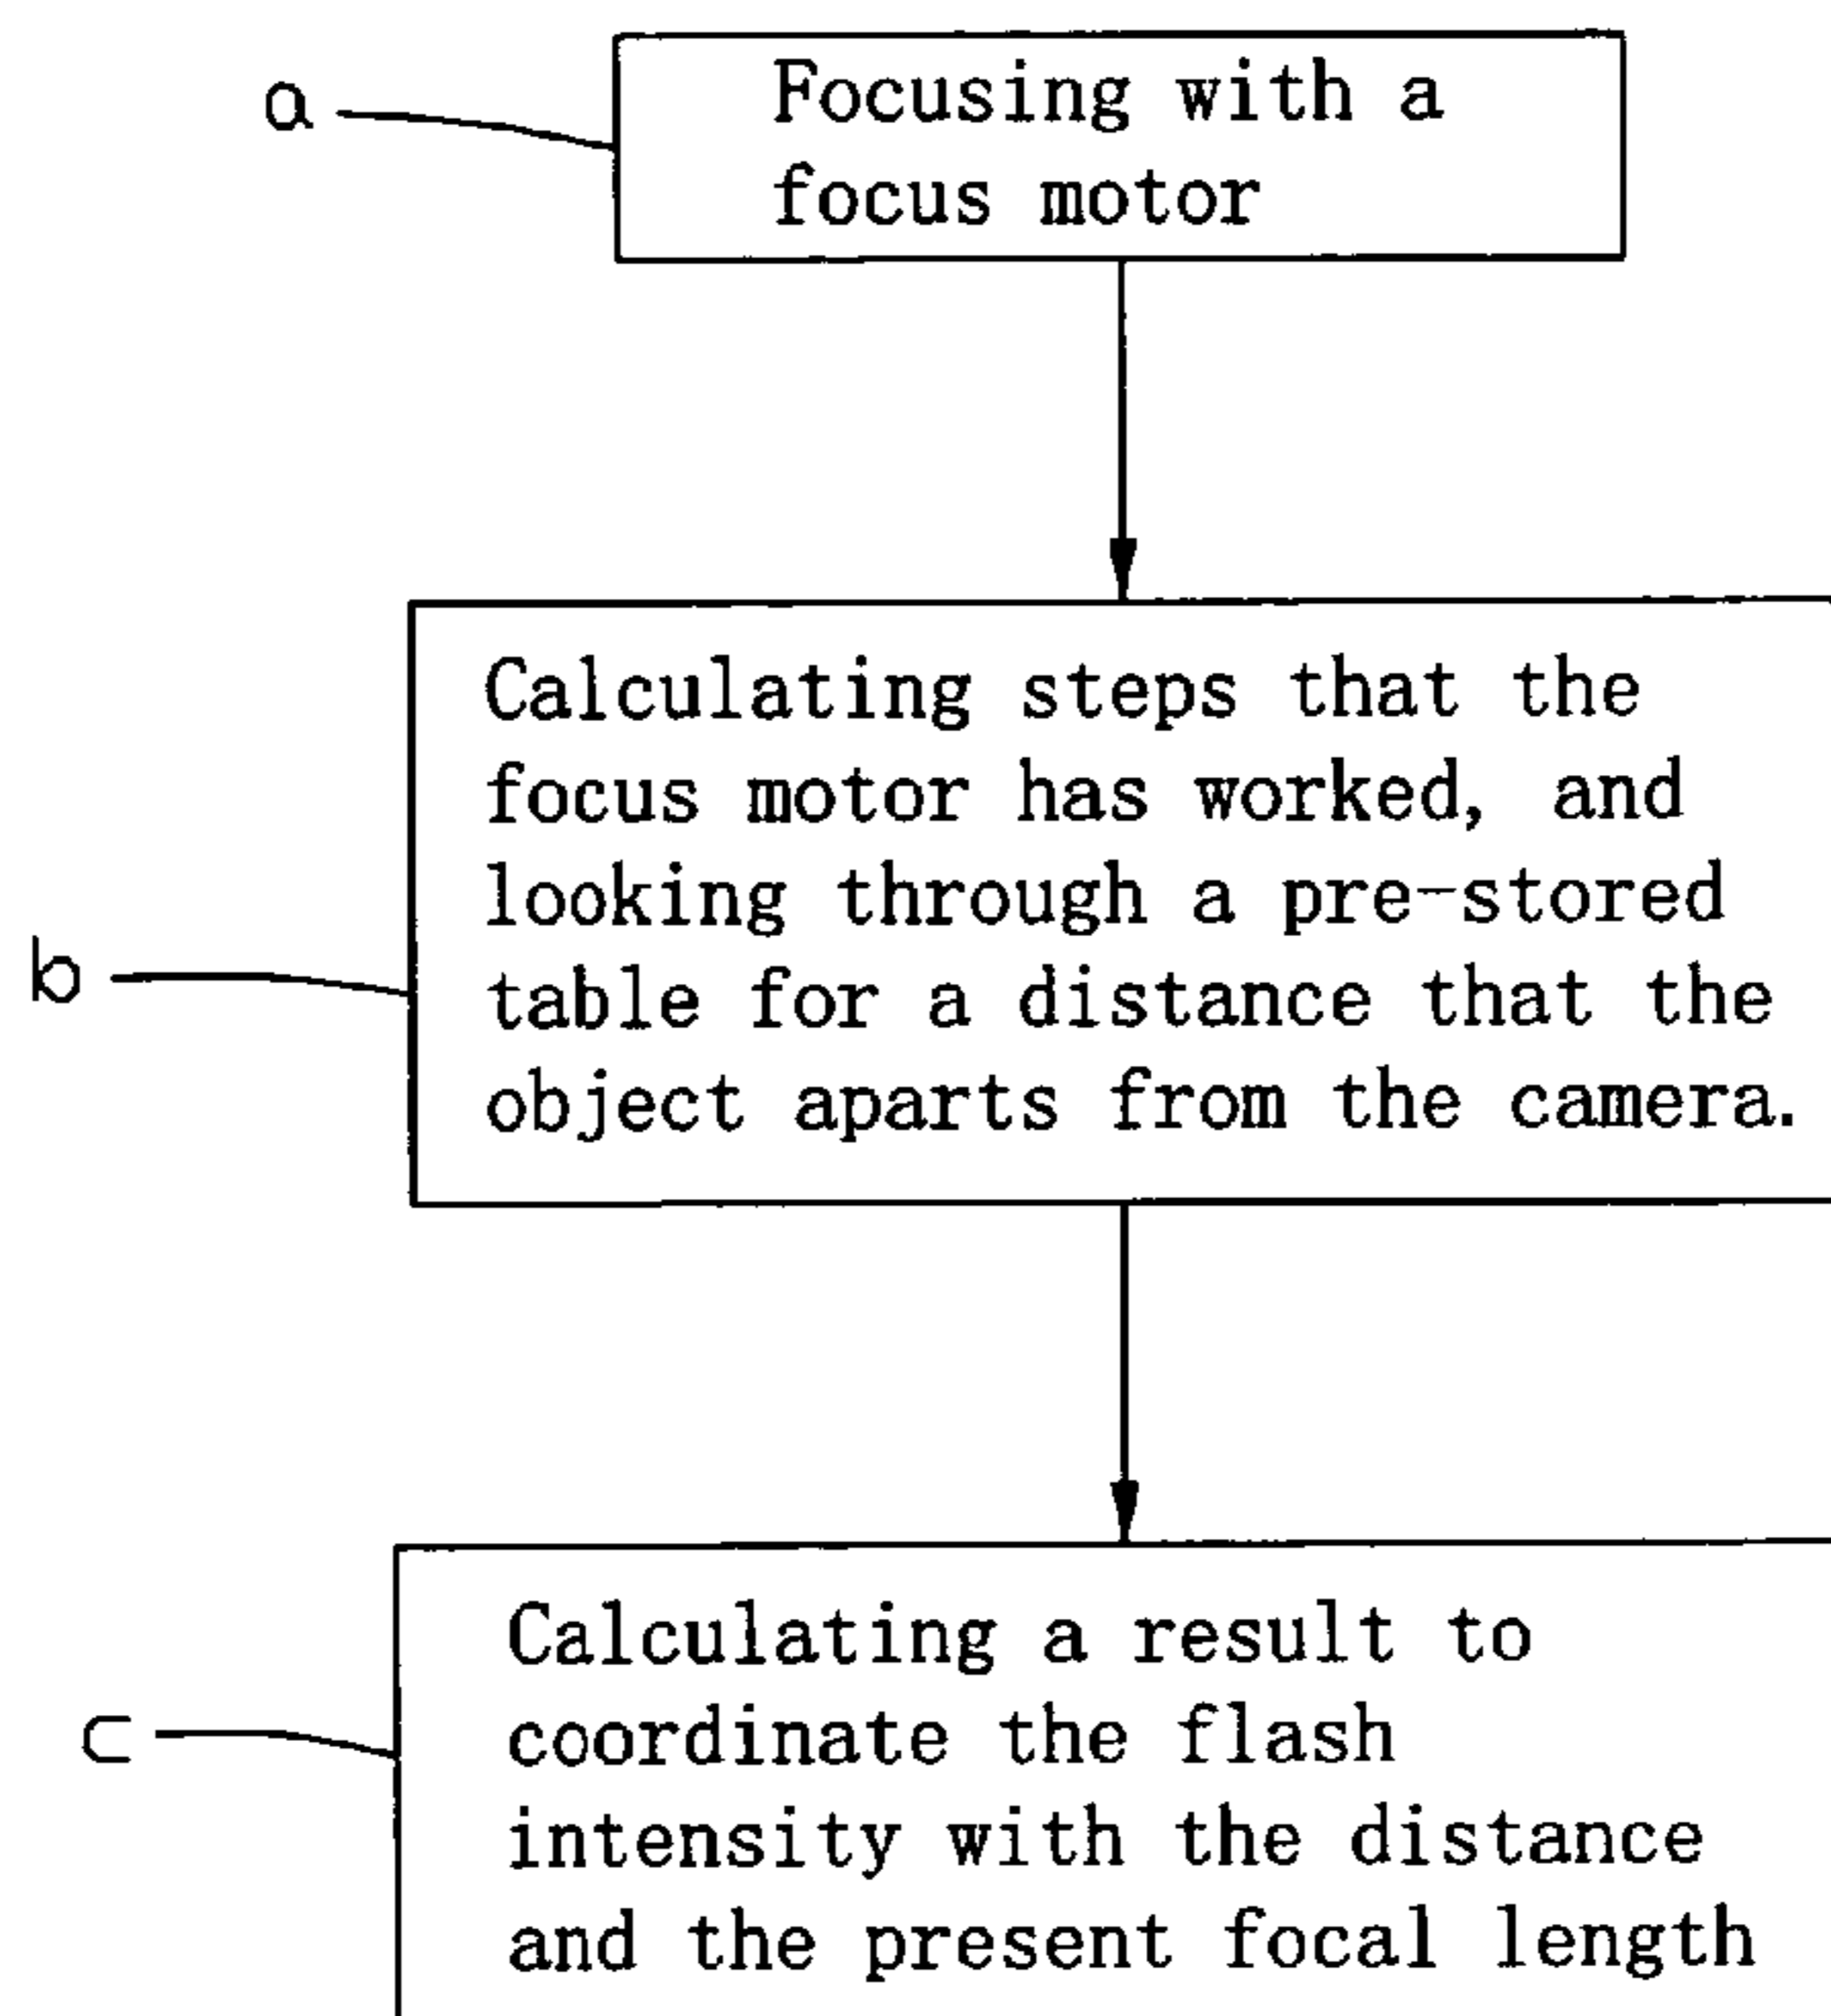 a
Focusing with a
focus motor
Calculating steps that the
focus motor has worked, and
looking through a pre-stored
table for a distance that the
object aparts from the camera.
b
Calculating a result to
coordinate the flash
intensity with the distance
and the present focal length
c